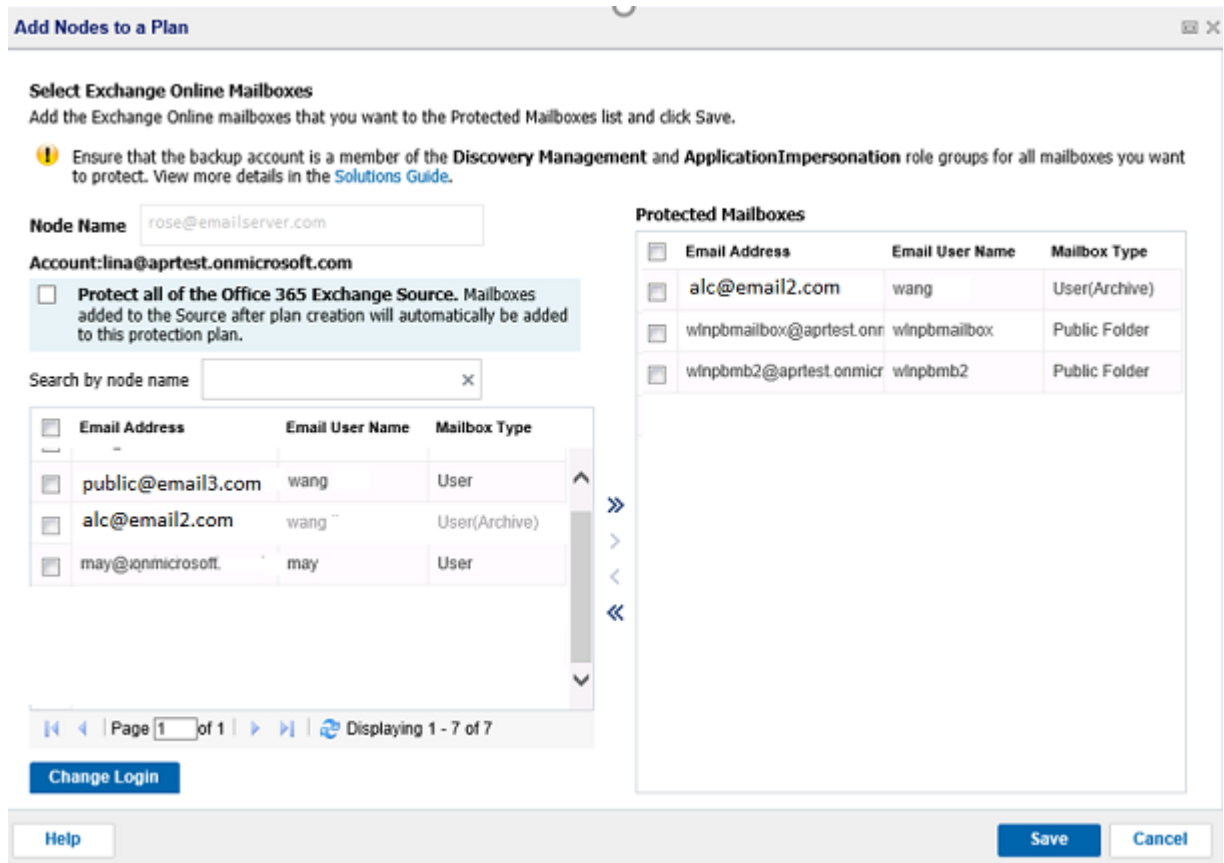 Add Nodes to a Plan
Select Exchange Online Mailboxes
Add the Exchange Online mailboxes that you want to the Protected Mailboxes list and click Save.
Ensure that the backup account is a member of the Discovery Management and ApplicationImpersonation role groups for all mailboxes you want
to protect. View more details in the Solutions Guide.
Node Name rose@emailserver.com
Account:lina@aprtest.onmicrosoft.com
Protect all of the Office 365 Exchange Source. Mailboxes
added to the Source after plan creation will automatically be added
to this protection plan.
Search by node name
Email Address Email User Name Mailbox Type
public@email3.com wang User
alc@email2.com wang User(Archive)
may User
Page 1 of 1 Displaying 1 - 7 of 7
Change Login
Protected Mailboxes
Email Address Email User Name Mailbox Type
alc@email2.com wang User(Archive)
wlnpbmailbox@aprtest.onr wlnpbmailbox Public Folder
wlnpbmb2@aprtest.onmicr wlnpbmb2 Public Folder
Help Save Cancel